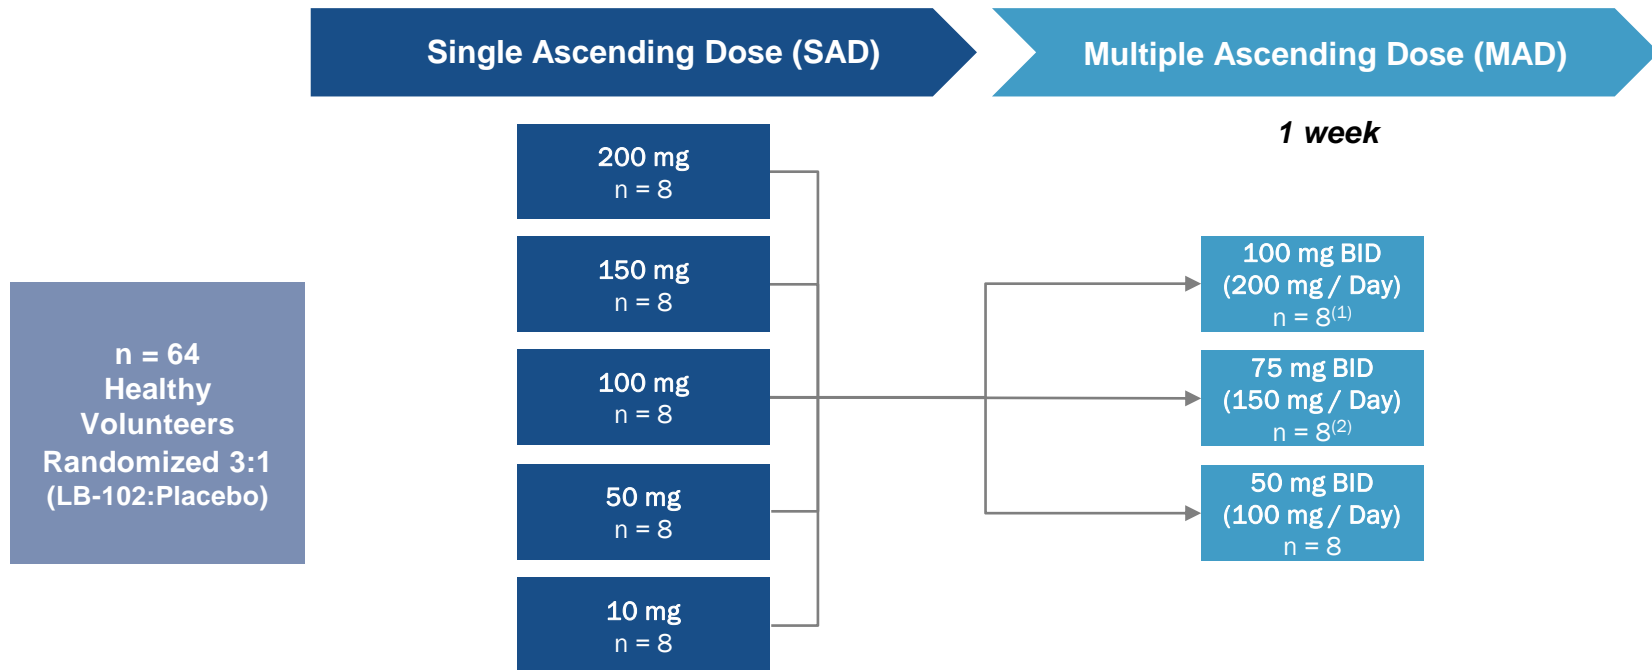 Single Ascending Dose (SAD)
Multiple Ascending Dose (MAD)
1 week
n = 64
Healthy
Volunteers
Randomized 3:1
(LB-102:Placebo)
200 mg
n = 8
150 mg
n = 8
100 mg
n = 8
50 mg
n = 8
10 mg
n = 8
100 mg BID
(200 mg / Day)
n = 8(1)
75 mg BID
(150 mg / Day)
n = 8(2)
50 mg BID
(100 mg / Day)
n = 8